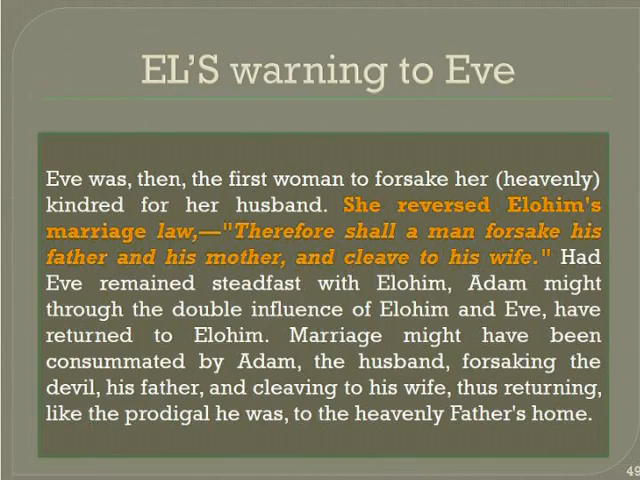 EL'S warning to Eve
Eve was, then, the first woman to forsake her (heavenly)
kindred for her husband. She reversed Elohim's
marriage law,—"Therefore shall a man forsake his
father and his mother, and cleave to his wife." Had
Eve remained steadfast with Elohim, Adam might
through the double influence of Elohim and Eve, have
returned to Elohim. Marriage might have been
consummated by Adam, the husband, forsaking the
devil, his father, and cleaving to his wife, thus returning,
like the prodigal he was, to the heavenly Father's home.
49